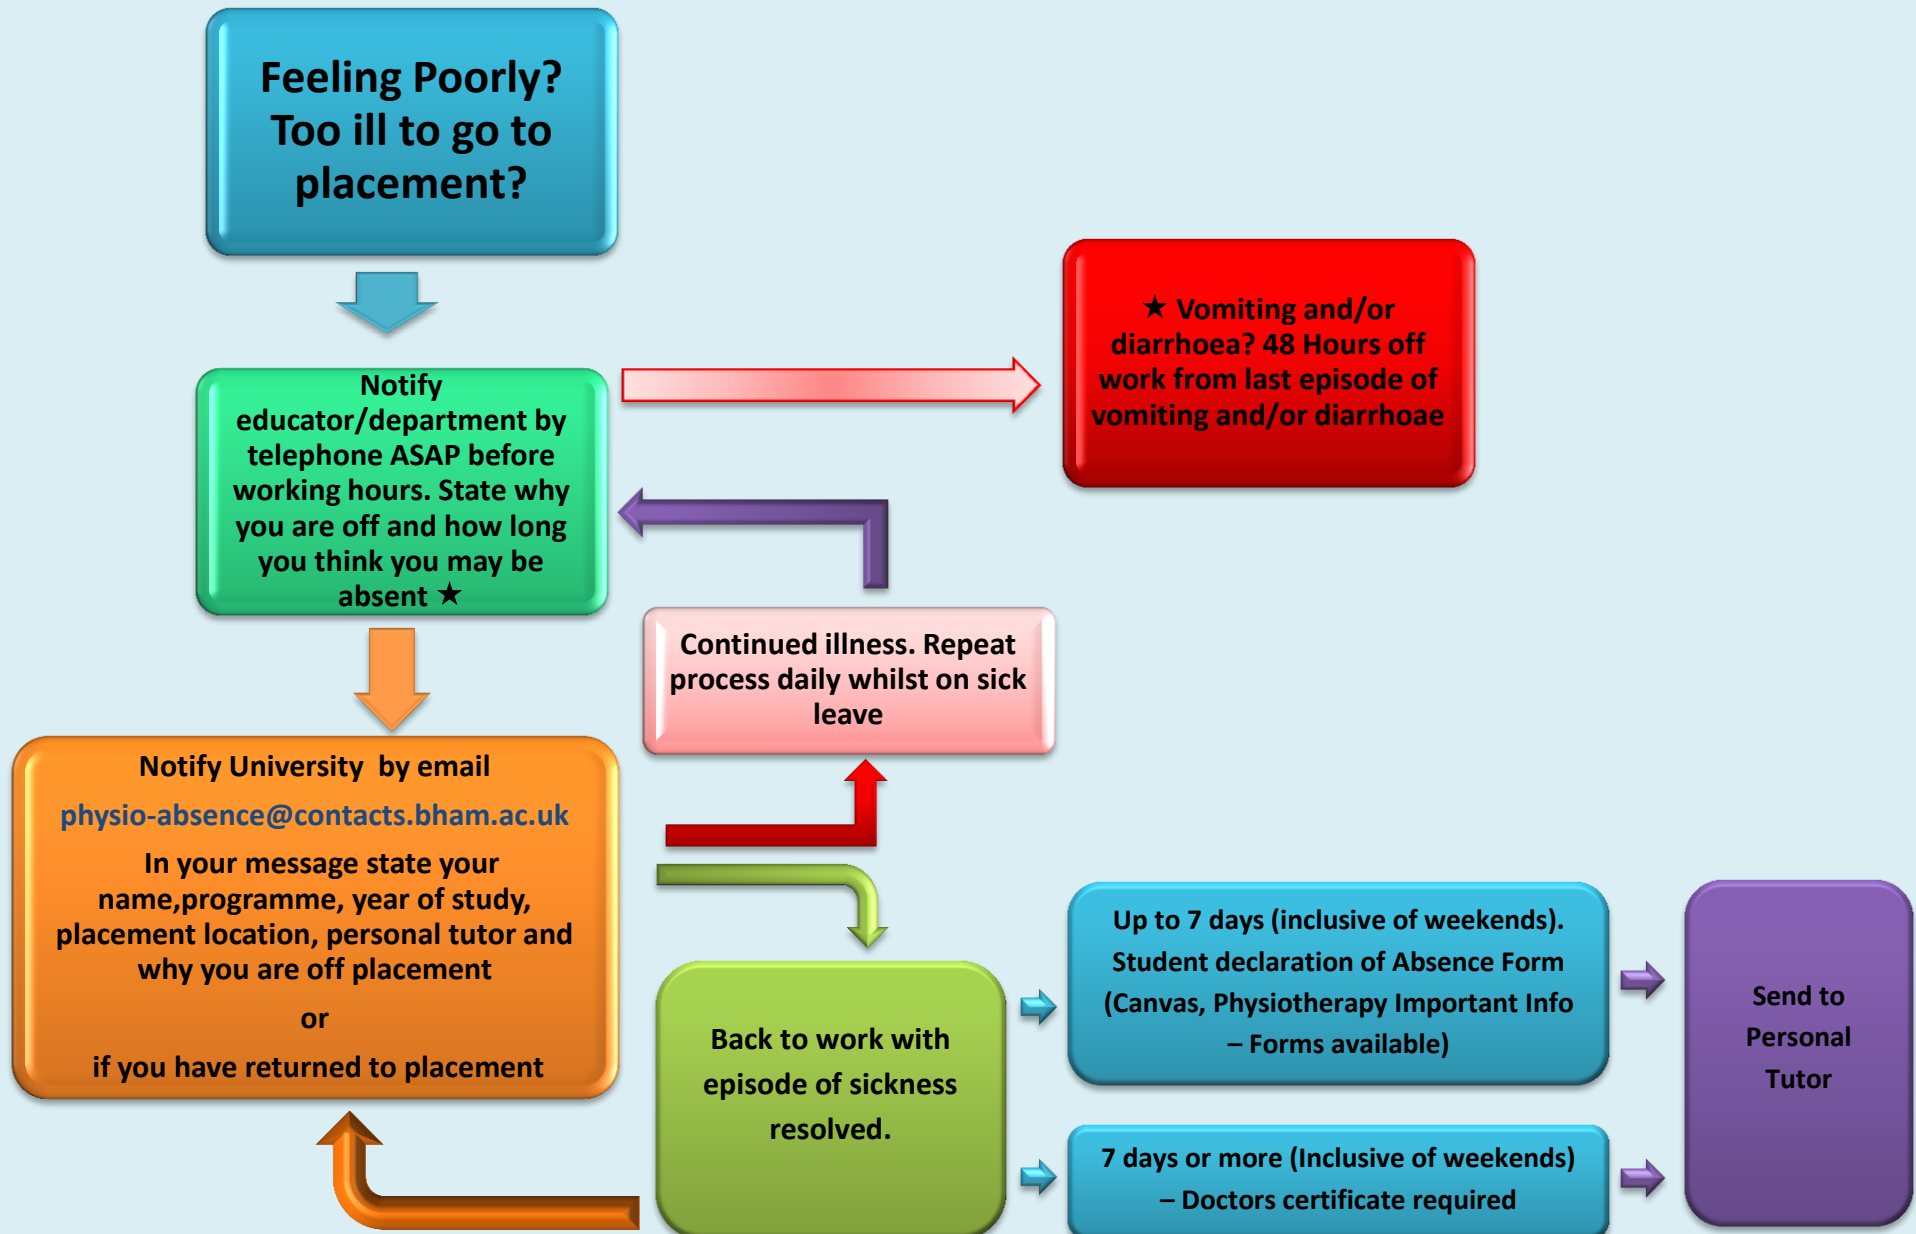 Feeling Poorly?
Too ill to go to
placement?
★ Vomiting and/or
diarrhoea? 48 Hours off
work from last episode of
vomiting and/or diarrhoae
Notify
educator/department by
telephone ASAP before
working hours. State why
you are off and how long
you think you may be
absent ★
Continued illness. Repeat
process daily whilst on sick
leave
Notify University  by email
physio-absence@contacts.bham.ac.uk
In your message state your
name,programme, year of study,
placement location, personal tutor and
why you are off placement
or
if you have returned to placement
Back to work with
episode of sickness
resolved.
Up to 7 days (inclusive of weekends).
Student declaration of Absence Form
(Canvas, Physiotherapy Important Info
– Forms available)
7 days or more (Inclusive of weekends)
– Doctors certificate required
Send to
Personal
Tutor